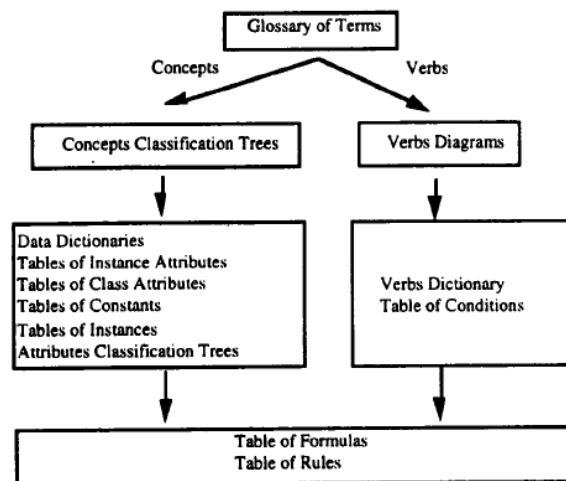 Glossary of Terms
Concepts
Verbs
Concepts Classification Trees
Verbs Diagrams
Data Dictionaries
Tables of Instance Attributes
Tables of Class Attributes
Tables of Constants
Tables of Instances
Attributes Classification Trees
Verbs Dictionary
Table of Conditions
Table of Formulas
Table of Rules